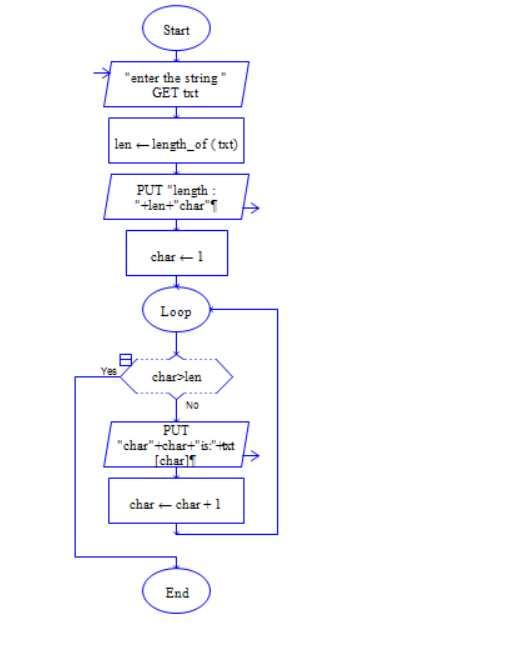 Start
"enter the string "
GET txt
len ← length_of ( txt)
PUT "length :
"+len+"char"¶
char ← 1
Loop
Yes
char>len
No
PUT
"char"+char+"is:"+txt
[char]¶
char ← char + 1
End